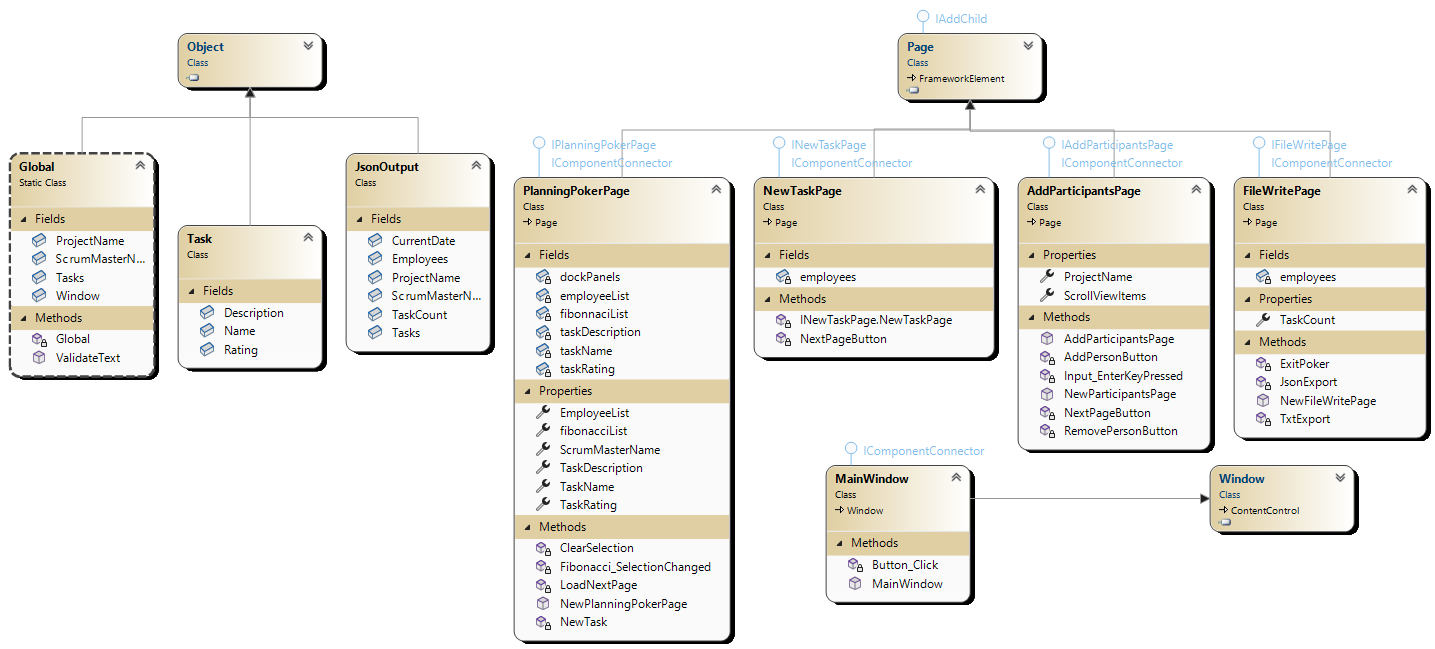 Object
Class
IAddChild
Page
Class
FrameworkElement
Global
Static Class
Fields
ProjectName
ScrumMasterN...
Tasks
Window
Methods
Global
ValidateText
Task
Class
Fields
Description
Name
Rating
JsonOutput
Class
Fields
CurrentDate
Employees
ProjectName
ScrumMasterN...
TaskCount
Tasks
IPlanningPokerPage
IComponentConnector
PlanningPokerPage
Class
Page
Fields
dockPanels
employeeList
fibonnaciList
taskDescription
taskName
taskRating
Properties
EmployeeList
fibonacciList
ScrumMasterName
TaskDescription
TaskName
TaskRating
Methods
ClearSelection
Fibonacci_SelectionChanged
LoadNextPage
NewPlanningPokerPage
NewTask
INewTaskPage
IComponentConnector
NewTaskPage
Class
Page
Fields
employees
Methods
INewTaskPage.NewTaskPage
NextPageButton
IAddParticipantsPage
IComponentConnector
AddParticipantsPage
Class
Page
Properties
ProjectName
ScrollViewItems
Methods
AddParticipantsPage
AddPersonButton
Input_EnterKeyPressed
NewParticipantsPage
NextPageButton
RemovePersonButton
IFileWritePage
IComponentConnector
FileWritePage
Class
Page
Fields
employees
Properties
TaskCount
Methods
ExitPoker
JsonExport
NewFileWritePage
TxtExport
IComponentConnector
MainWindow
Class
Window
Methods
Button_Click
MainWindow
Window
Class
ContentControl